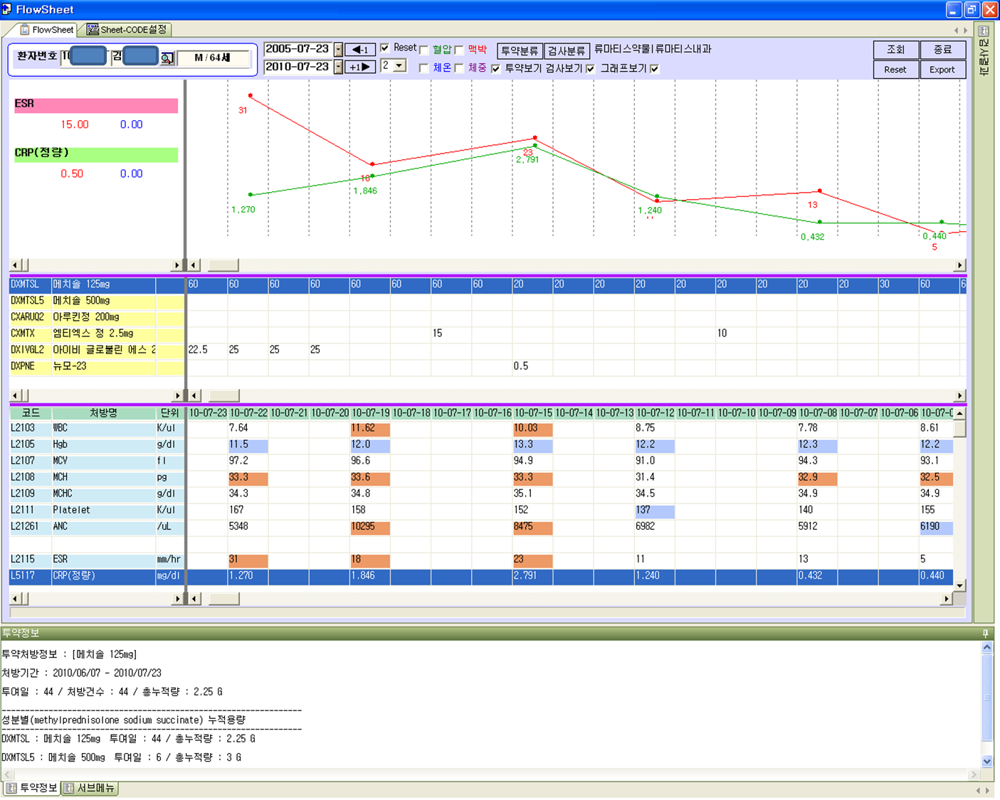 FlowSheet
FlowSheet Sheet-CODE설정
환자번호 김 M / 64세
2005-07-23 ◀-1 Reset 혈압 맥박 투약분류 검사분류 류마티스약물|류마티스내과 조회 종료
2010-07-23 +1▶ 2 체온 체중 투약보기 검사보기 그래프보기 Reset Export
검사결과
ESR
15.00 0.00
CRP(정량)
0.50 0.00
31 18 23 13 5
1.270 1.846 2.791 1.240 0.432 0.440
DXMTSL 메치솔 125mg 60 60 60 60 60 60 60 60 20 20 20 20 20 20 20 20 20 30 60 6
DXMTSL5 메치솔 500mg
CXARUQ2 아루킨정 200mg
CXMTX 엠티엑스 정 2.5mg 15 10
DXIVGL2 아이비 글로불린 에스 2 22.5 25 25 25
DXPNE 뉴모-23 0.5
코드 처방명 단위 10-07-23 10-07-22 10-07-21 10-07-20 10-07-19 10-07-18 10-07-17 10-07-16 10-07-15 10-07-14 10-07-13 10-07-12 10-07-11 10-07-10 10-07-09 10-07-08 10-07-07 10-07-06 10-07-0
L2103 WBC K/ul 7.64 11.62 10.03 8.75 7.78 8.61
L2105 Hgb g/dl 11.5 12.0 13.3 12.2 12.3 12.2
L2107 MCV fl 97.2 96.6 94.9 91.0 94.3 93.1
L2108 MCH pg 33.3 33.6 33.3 31.4 32.9 32.5
L2109 MCHC g/dl 34.3 34.8 35.1 34.5 34.9 34.9
L2111 Platelet K/ul 167 158 152 137 140 155
L21261 ANC /uL 5348 10295 8475 6982 5912 6190
L2115 ESR mm/hr 31 18 23 11 13 5
L5117 CRP(정량) mg/dl 1.270 1.846 2.791 1.240 0.432 0.440
투약정보
투약처방정보 : [메치솔 125mg]
처방기간 : 2010/06/07 - 2010/07/23
투여일 : 44 / 처방건수 : 44 / 총누적량 : 2.25 G
----------------------------------------------------------------
성분별(methylprednisolone sodium succinate) 누적용량
----------------------------------------------------------------
DXMTSL : 메치솔 125mg 투여일 : 44 / 총누적량 : 2.25 G
DXMTSL5 : 메치솔 500mg 투여일 : 6 / 총누적량 : 3 G
투약정보 서브메뉴